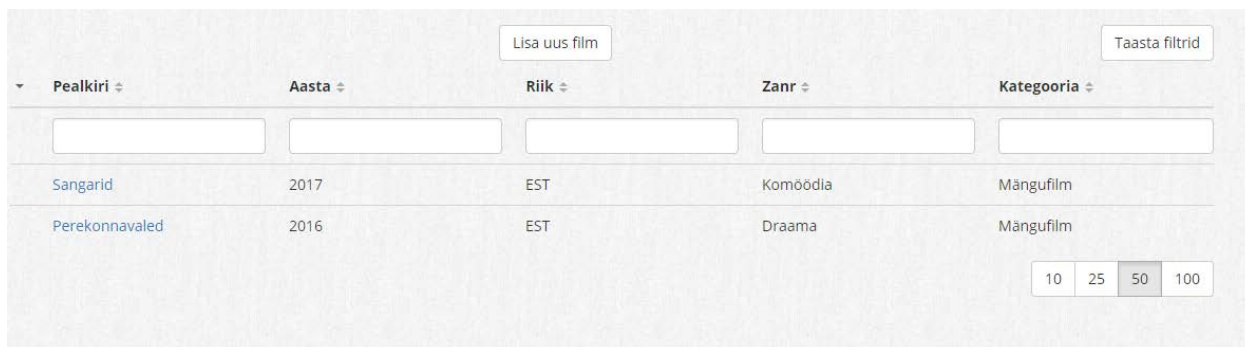 Lisa uus film Taasta filtrid
Pealkiri Aasta Riik Zanr Kategooria
Sangarid 2017 EST Komöödia Mängufilm
Perekonnavaled 2016 EST Draama Mängufilm
10 25 50 100